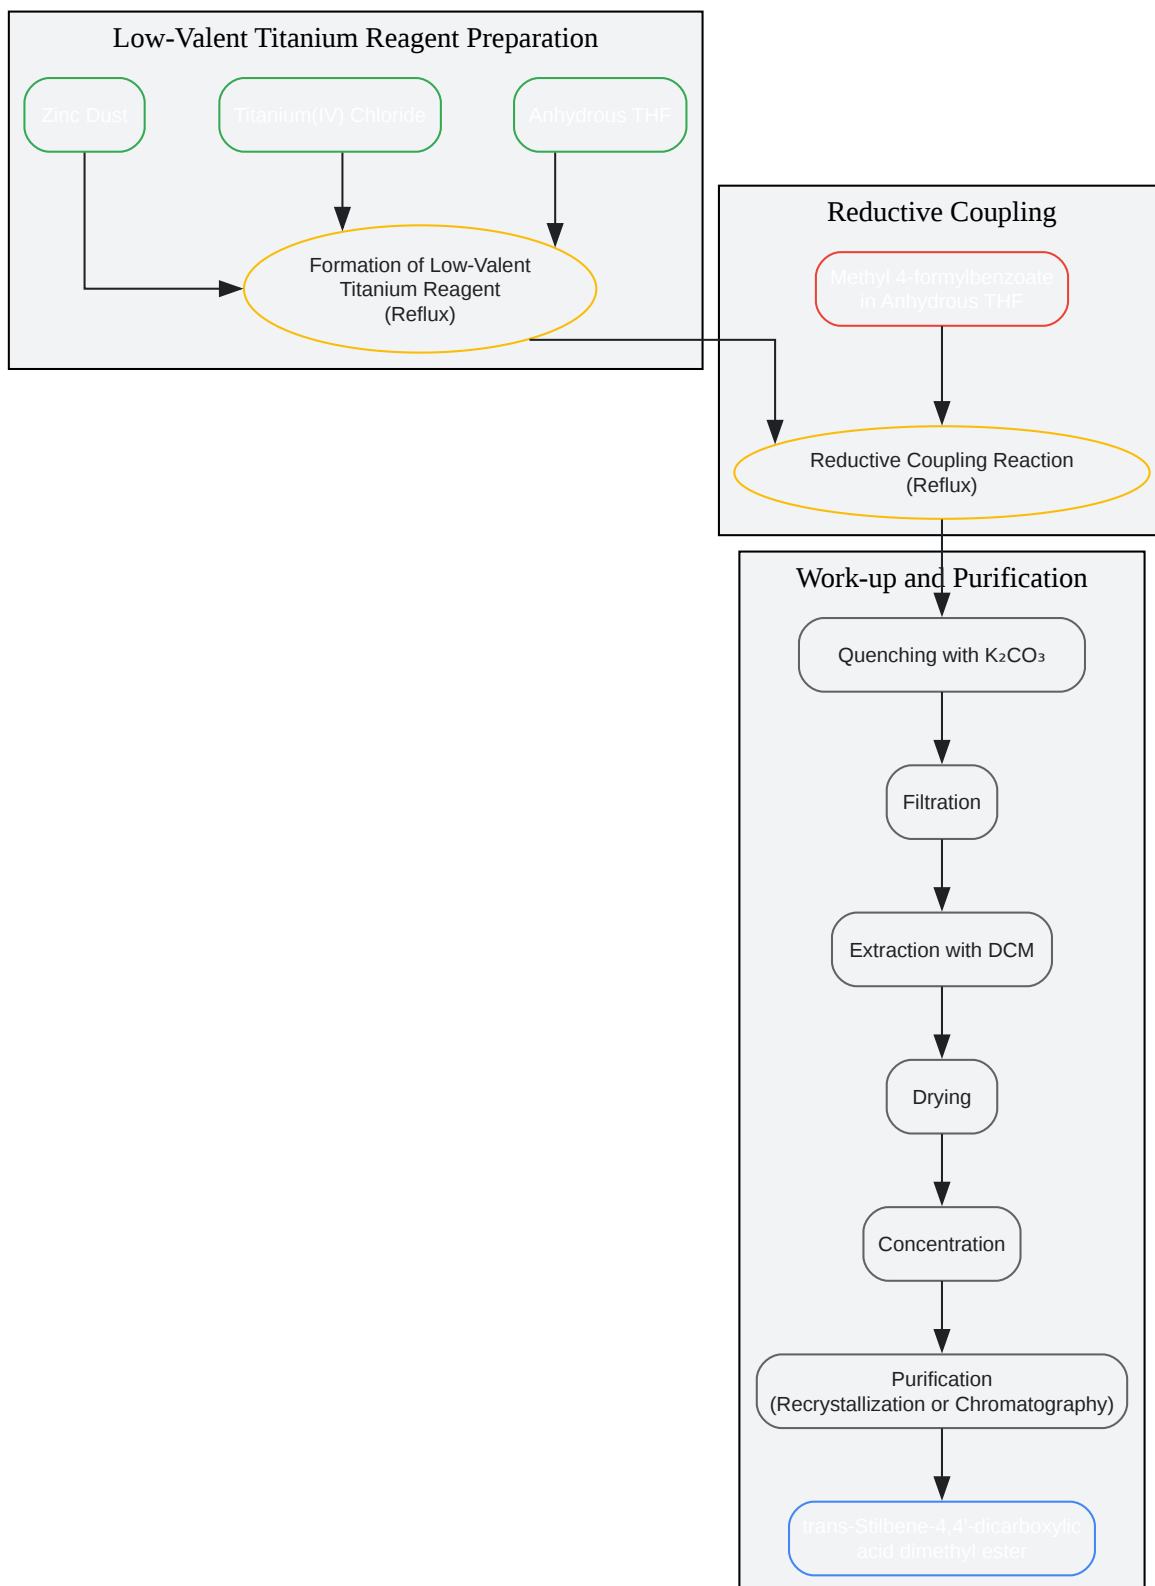 Low-Valent Titanium Reagent Preparation
Zinc Dust
Titanium(IV) Chloride
Anhydrous THF
Formation of Low-Valent
Titanium Reagent
(Reflux)
Reductive Coupling
Methyl 4-formylbenzoate
in Anhydrous THF
Reductive Coupling Reaction
(Reflux)
Work-up and Purification
Quenching with K₂CO₃
Filtration
Extraction with DCM
Drying
Concentration
Purification
(Recrystallization or Chromatography)
trans-Stilbene-4,4'-dicarboxylic
acid dimethyl ester